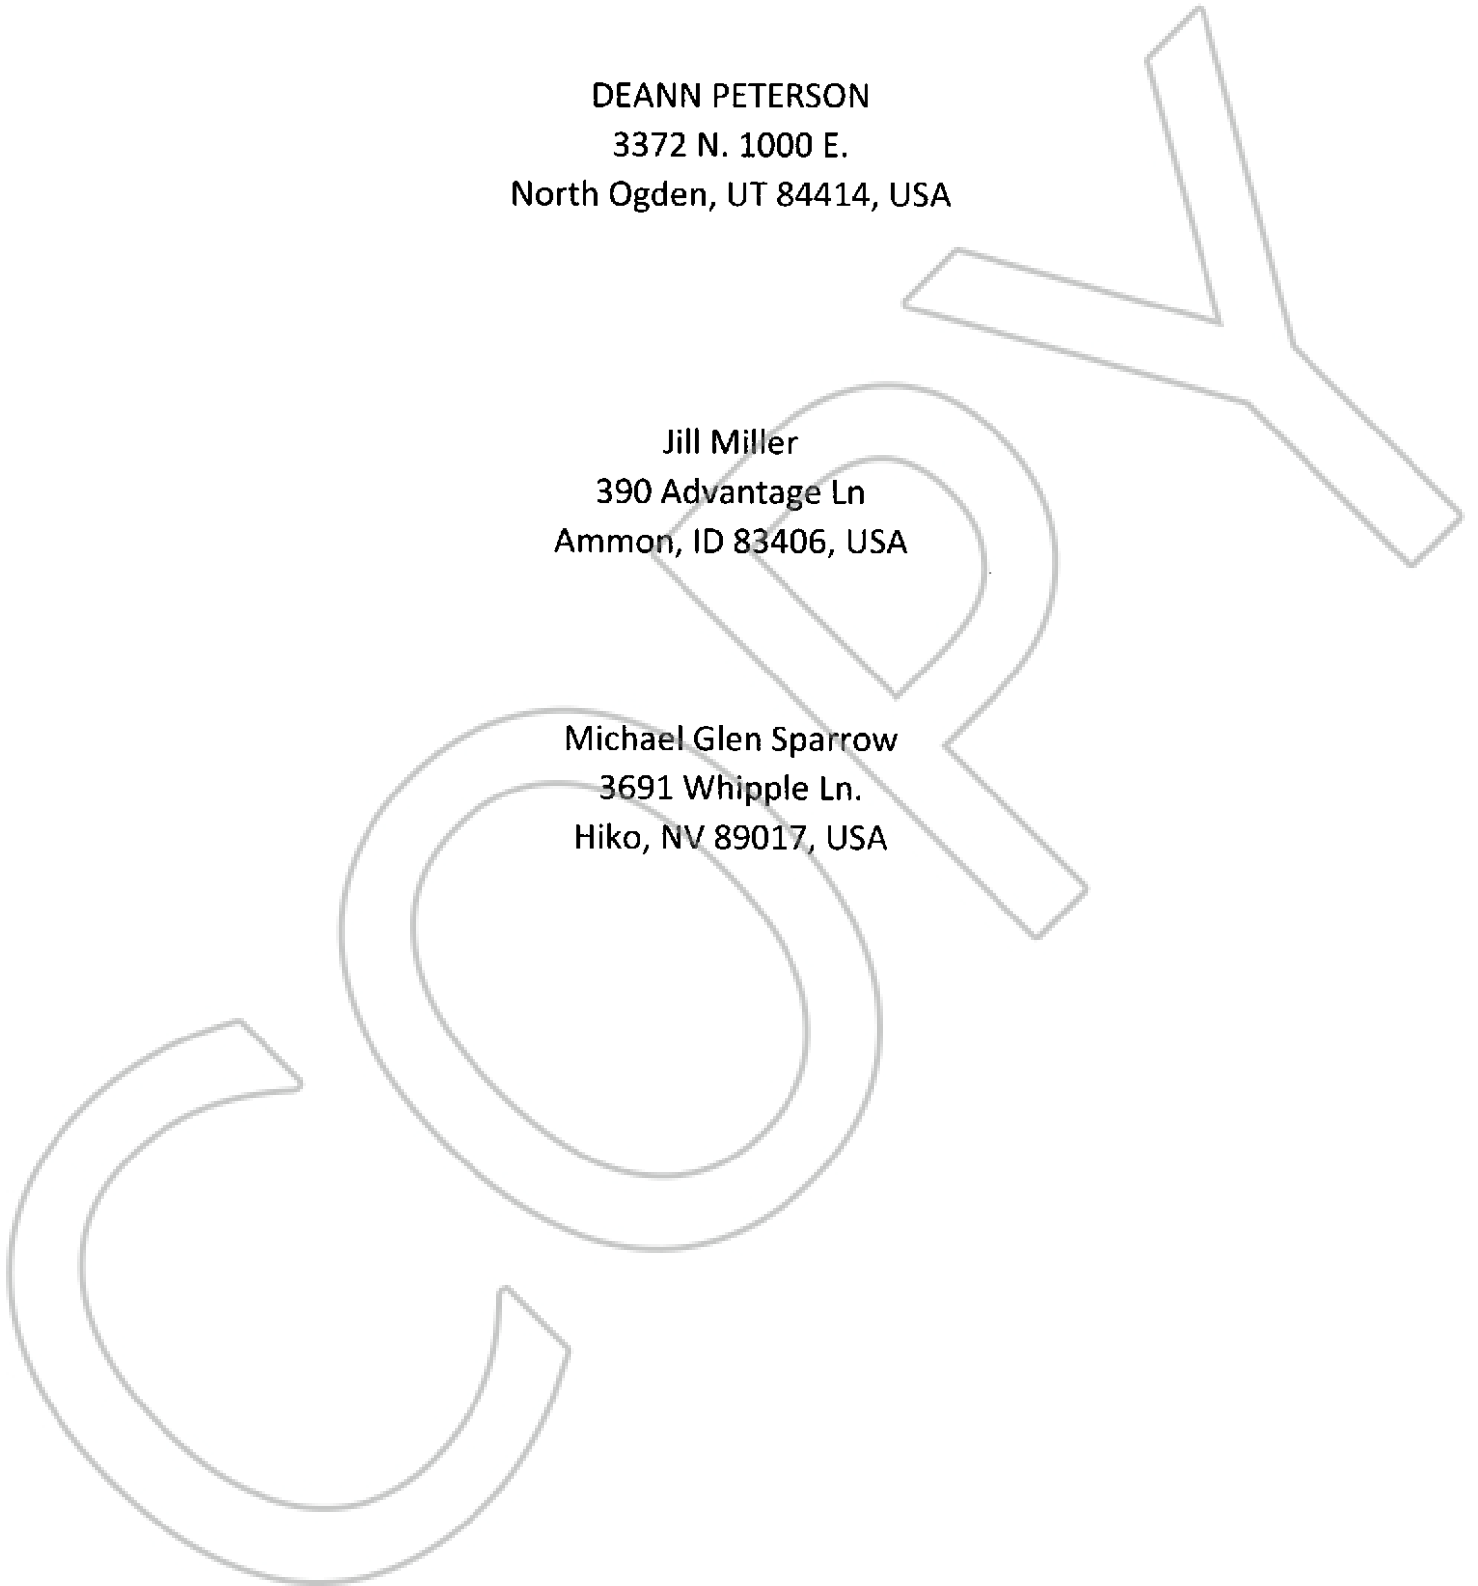 DEANN PETERSON
3372 N. 1000 E.
North Ogden, UT 84414, USA
Jill Miller
390 Advantage Ln
Ammon, ID 83406, USA
Michael Glen Sparrow
3691 Whipple Ln.
Hiko, NV 89017, USA
COPY